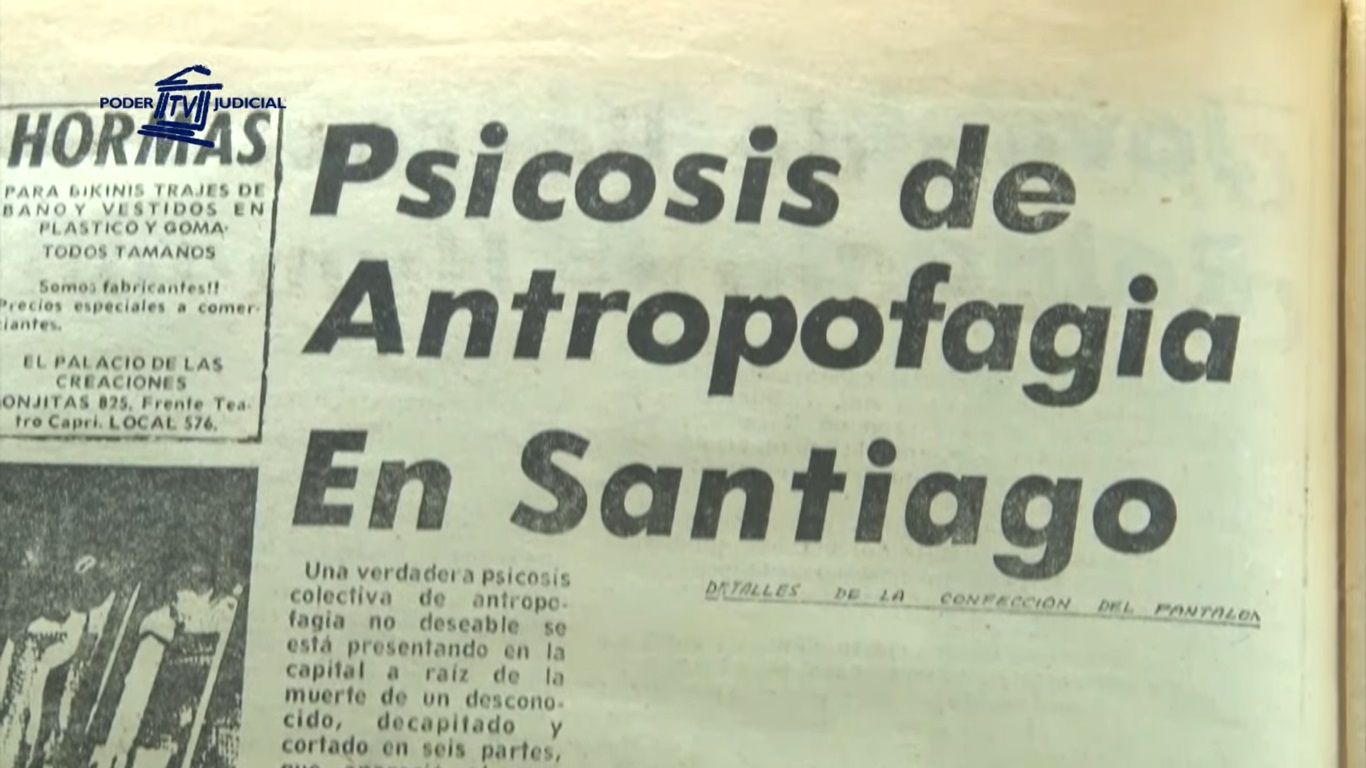 PODER TV JUDICIAL
HORMAS
PARA BIKINIS TRAJES DE
BAÑO Y VESTIDOS EN
PLASTICO Y GOMA
TODOS TAMAÑOS
Somos fabricantes!!
Precios especiales a comer-
ciantes.
EL PALACIO DE LAS
CREACIONES
ONJITAS 825, Frente Tea-
tro Capri. LOCAL 576.
Psicosis de
Antropofagia
En Santiago
DETALLES DE LA CONFECCION DEL PANTALON
Una verdadera psicosis
colectiva de antropo-
fagia no deseable se
está presentando en la
capital a raíz de la
muerte de un descono-
cido, decapitado y
cortado en seis partes,